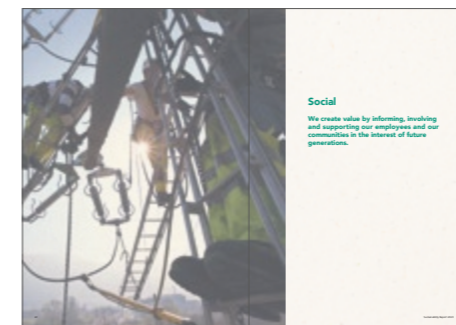 Social
We create value by informing, involving
and supporting our employees and our
communities in the interest of future
generations.